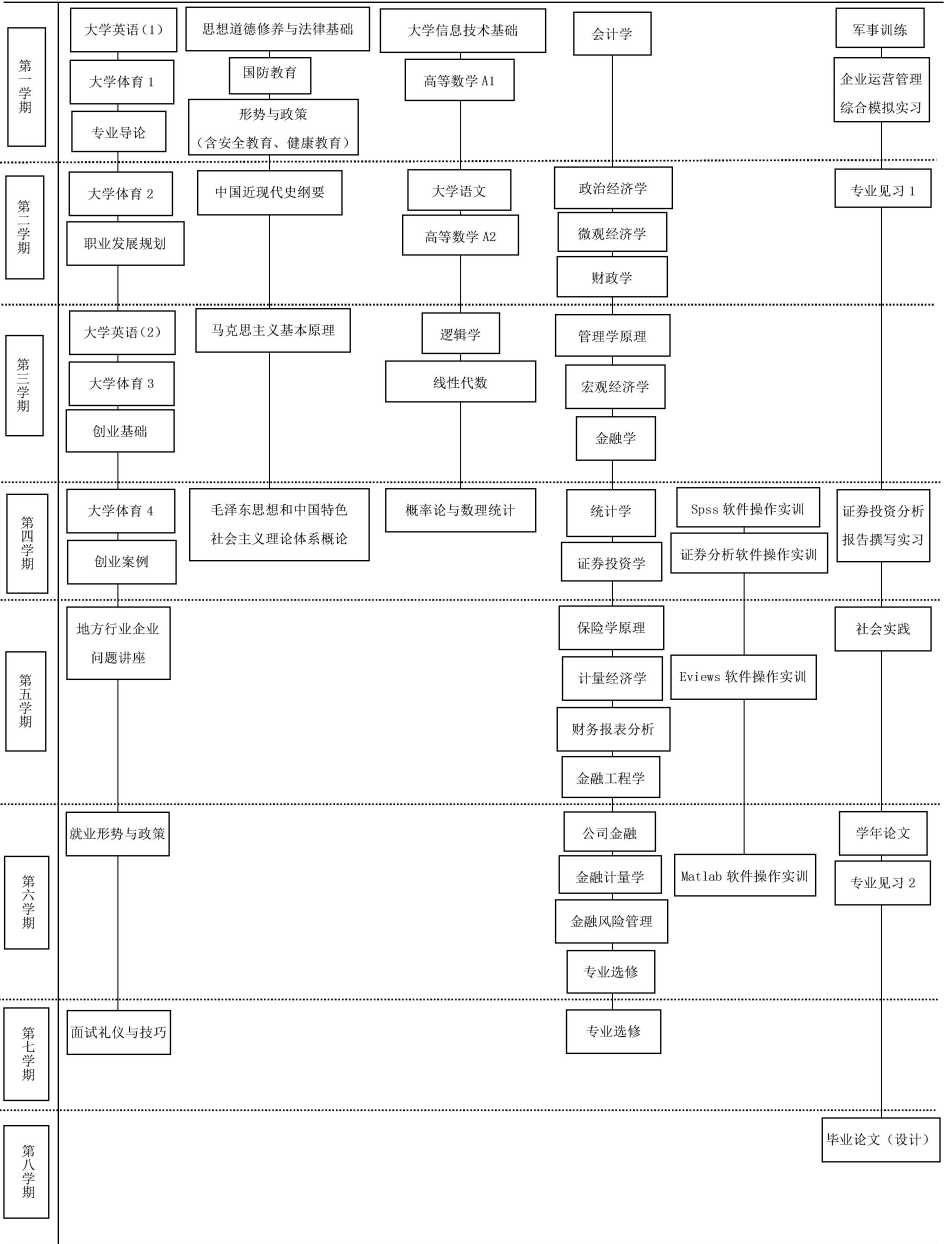 第一学期
大学英语(1)
思想道德修养与法律基础
大学信息技术基础
会计学
军事训练
大学体育 1
国防教育
高等数学 A1
企业运营管理
综合模拟实习
专业导论
形势与政策
（含安全教育、健康教育）
第二学期
大学体育 2
中国近现代史纲要
大学语文
政治经济学
专业见习 1
职业发展规划
高等数学 A2
微观经济学
财政学
第三学期
大学英语(2)
马克思主义基本原理
逻辑学
管理学原理
大学体育 3
线性代数
宏观经济学
创业基础
金融学
第四学期
大学体育 4
毛泽东思想和中国特色
社会主义理论体系概论
概率论与数理统计
统计学
Spss 软件操作实训
证券投资分析
报告撰写实习
创业案例
证券投资学
证券分析软件操作实训
第五学期
地方行业企业
问题讲座
保险学原理
社会实践
计量经济学
Eviews 软件操作实训
财务报表分析
金融工程学
第六学期
就业形势与政策
公司金融
学年论文
金融计量学
Matlab 软件操作实训
专业见习 2
金融风险管理
专业选修
第七学期
面试礼仪与技巧
专业选修
第八学期
毕业论文（设计）